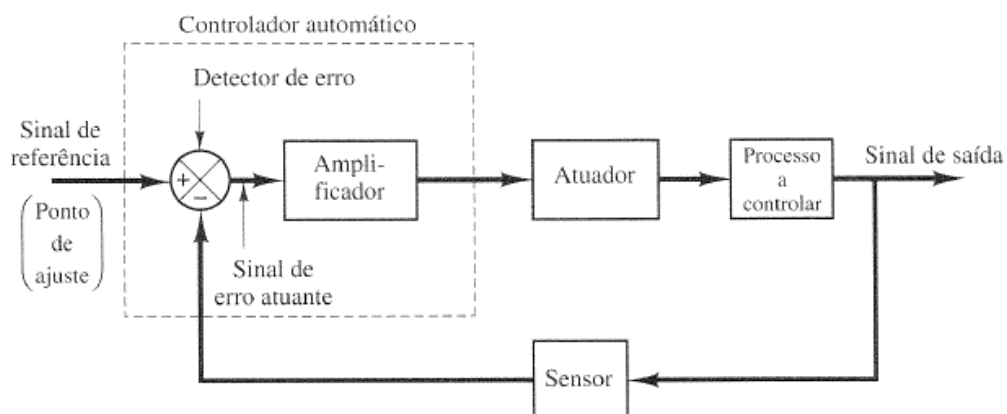 Controlador automático
Detector de erro
Sinal de
referência
(Ponto
de
ajuste)
+
−
Sinal de
erro atuante
Ampli-
ficador
Atuador
Processo
a
controlar
Sinal de saída
Sensor